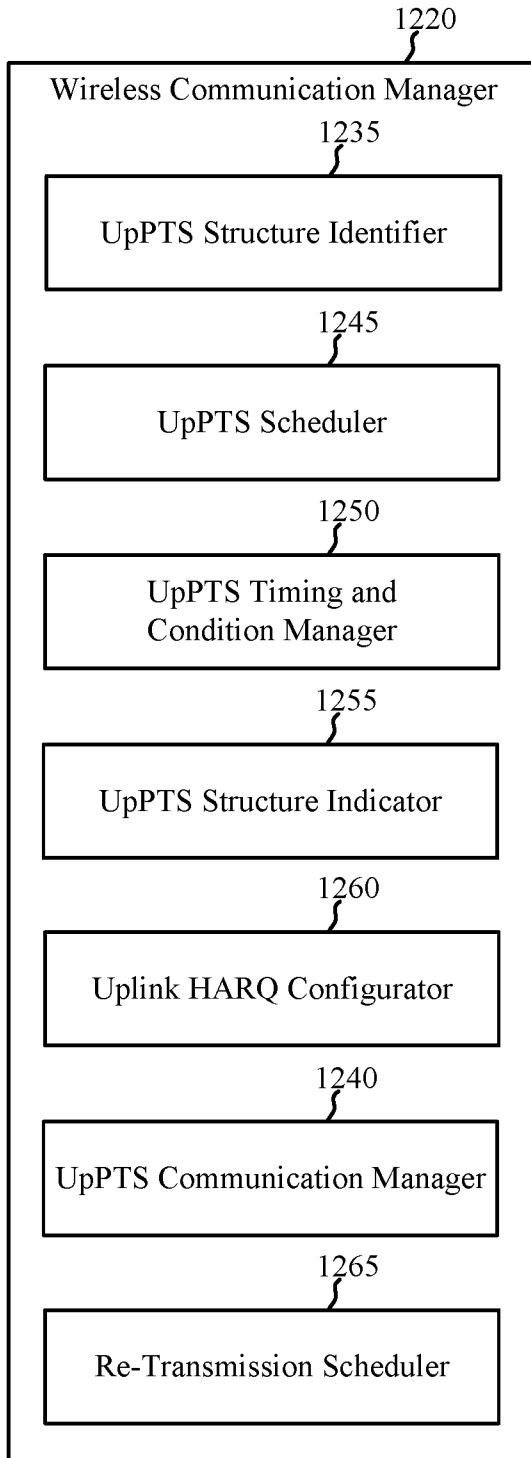 1220
Wireless Communication Manager
1235
UpPTS Structure Identifier
1245
UpPTS Scheduler
1250
UpPTS Timing and
Condition Manager
1255
UpPTS Structure Indicator
1260
Uplink HARQ Configurator
1240
UpPTS Communication Manager
1265
Re-Transmission Scheduler